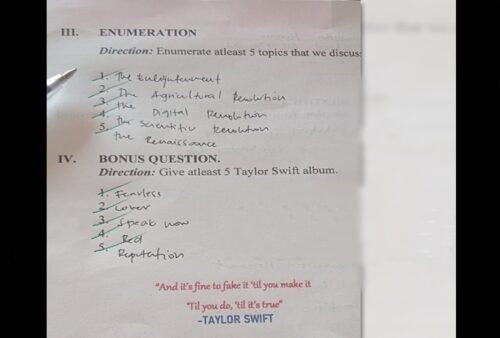 III. ENUMERATION
Direction: Enumerate atleast 5 topics that we discus
1. The Enlightenment
2. The Agricultural Revolution
3. the Digital Revolution
4. the Scientific Revolution
5. the Renaissance
IV. BONUS QUESTION.
Direction: Give atleast 5 Taylor Swift album.
1. Fearless
2. Lover
3. Speak now
4. Red
5. Reputation
"And it's fine to fake it 'til you make it
'Til you do, 'til it's true"
-TAYLOR SWIFT